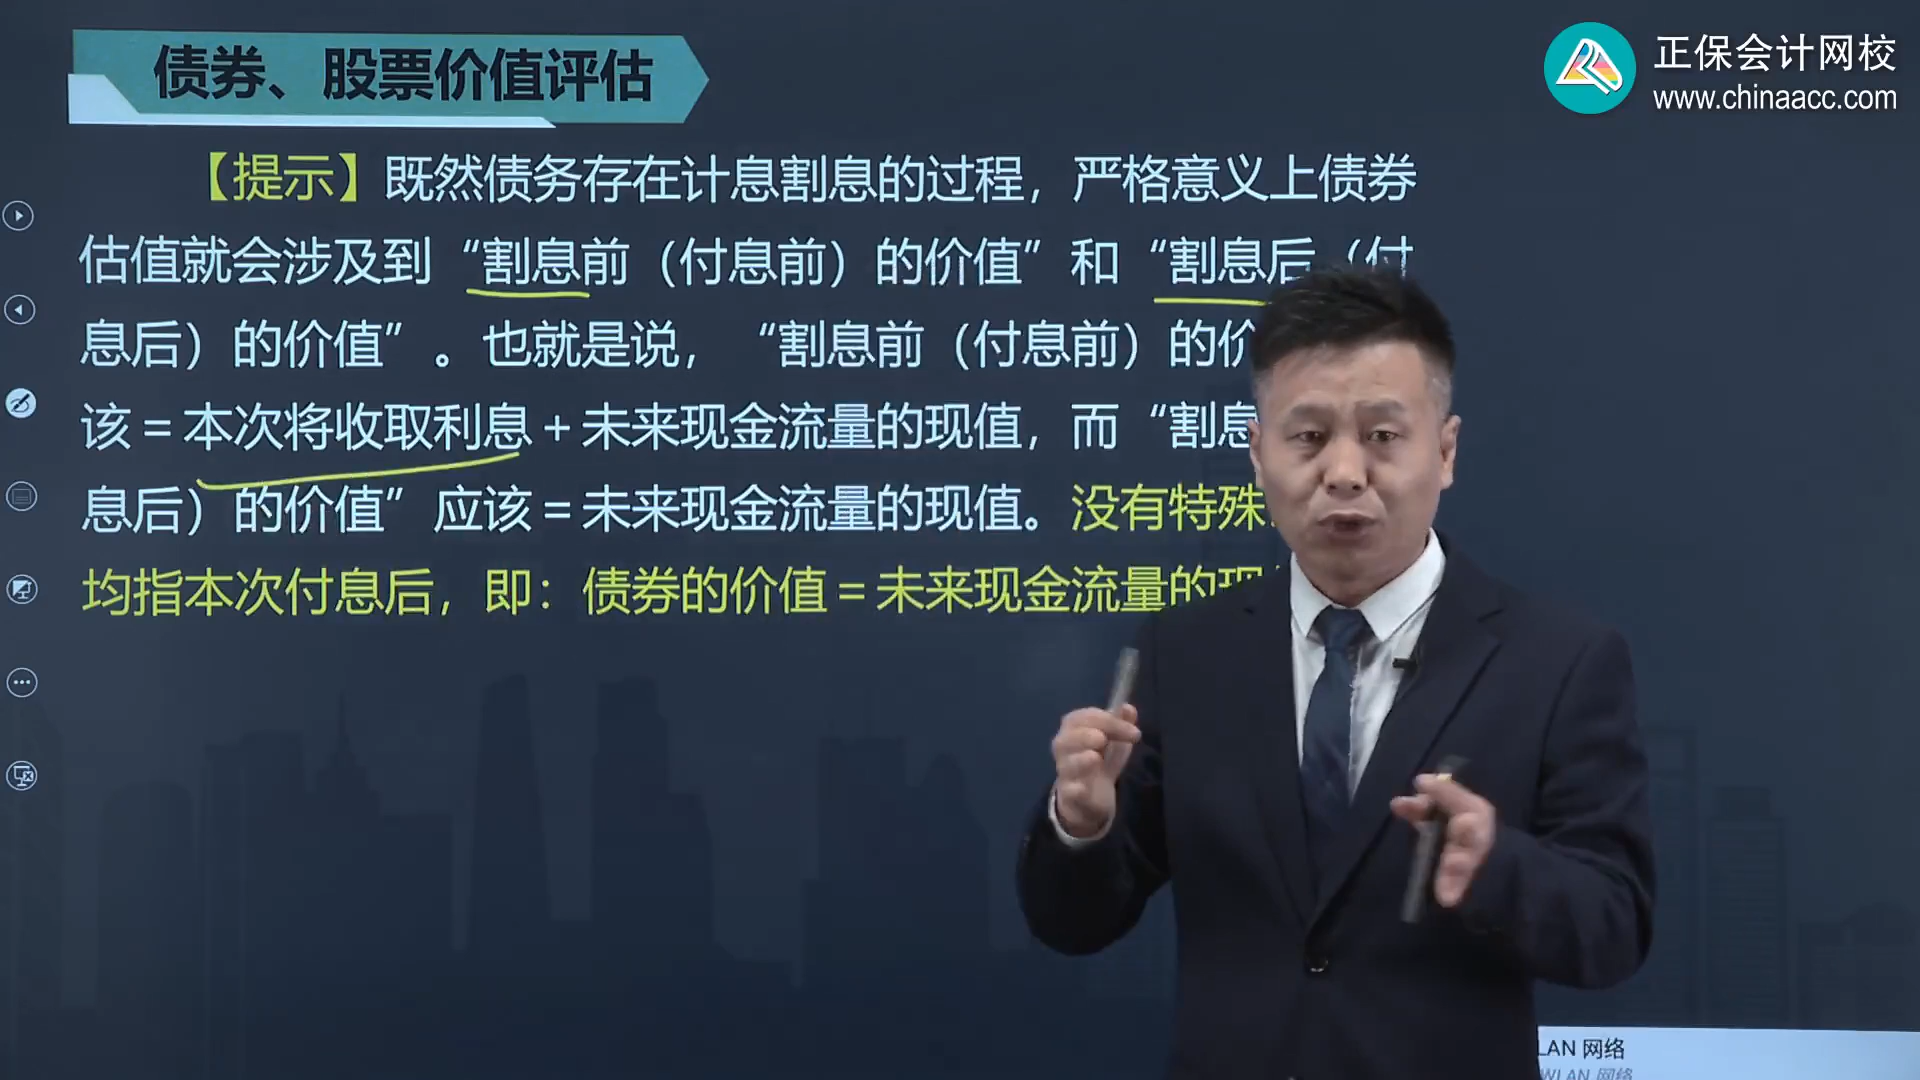 债券、股票价值评估
正保会计网校
www.chinaacc.com
【提示】既然债务存在计息割息的过程，严格意义上债券
估值就会涉及到“割息前（付息前）的价值”和“割息后（付
息后）的价值”。也就是说，“割息前（付息前）的价
该＝本次将收取利息＋未来现金流量的现值，而“割息
息后）的价值”应该＝未来现金流量的现值。没有特殊
均指本次付息后，即：债券的价值＝未来现金流量的现
LAN 网络
WLAN 网络